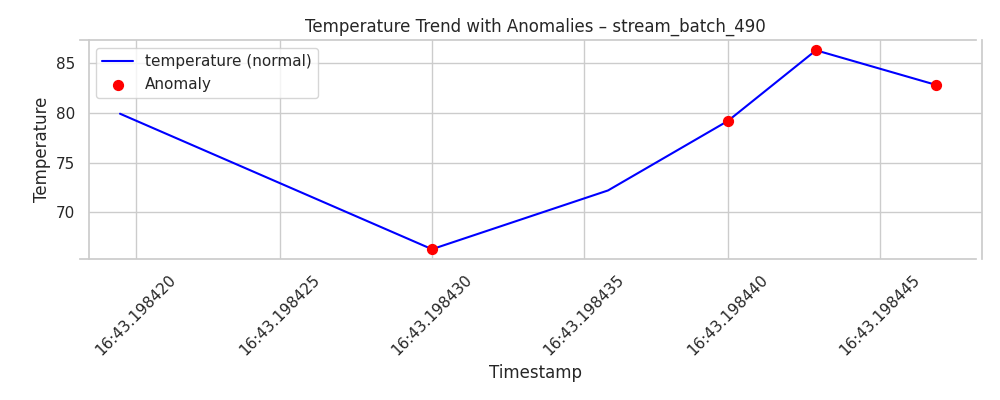 Temperature Trend with Anomalies – stream_batch_490
temperature (normal)
Anomaly
Temperature
85
80
75
70
16:43.198420
16:43.198425
16:43.198430
16:43.198435
16:43.198440
16:43.198445
Timestamp